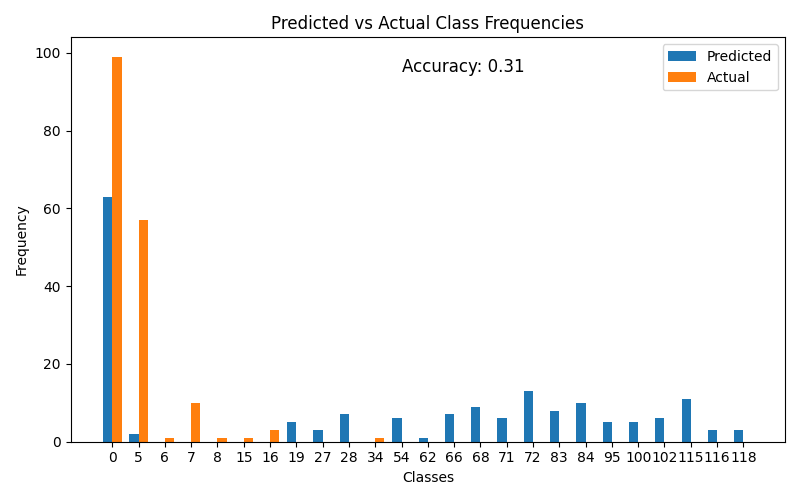 Predicted vs Actual Class Frequencies
Accuracy: 0.31
Predicted
Actual
Frequency
100
80
60
40
20
0
0 5 6 7 8 15 16 19 27 28 34 54 62 66 68 71 72 83 84 95 100 102 115 116 118
Classes